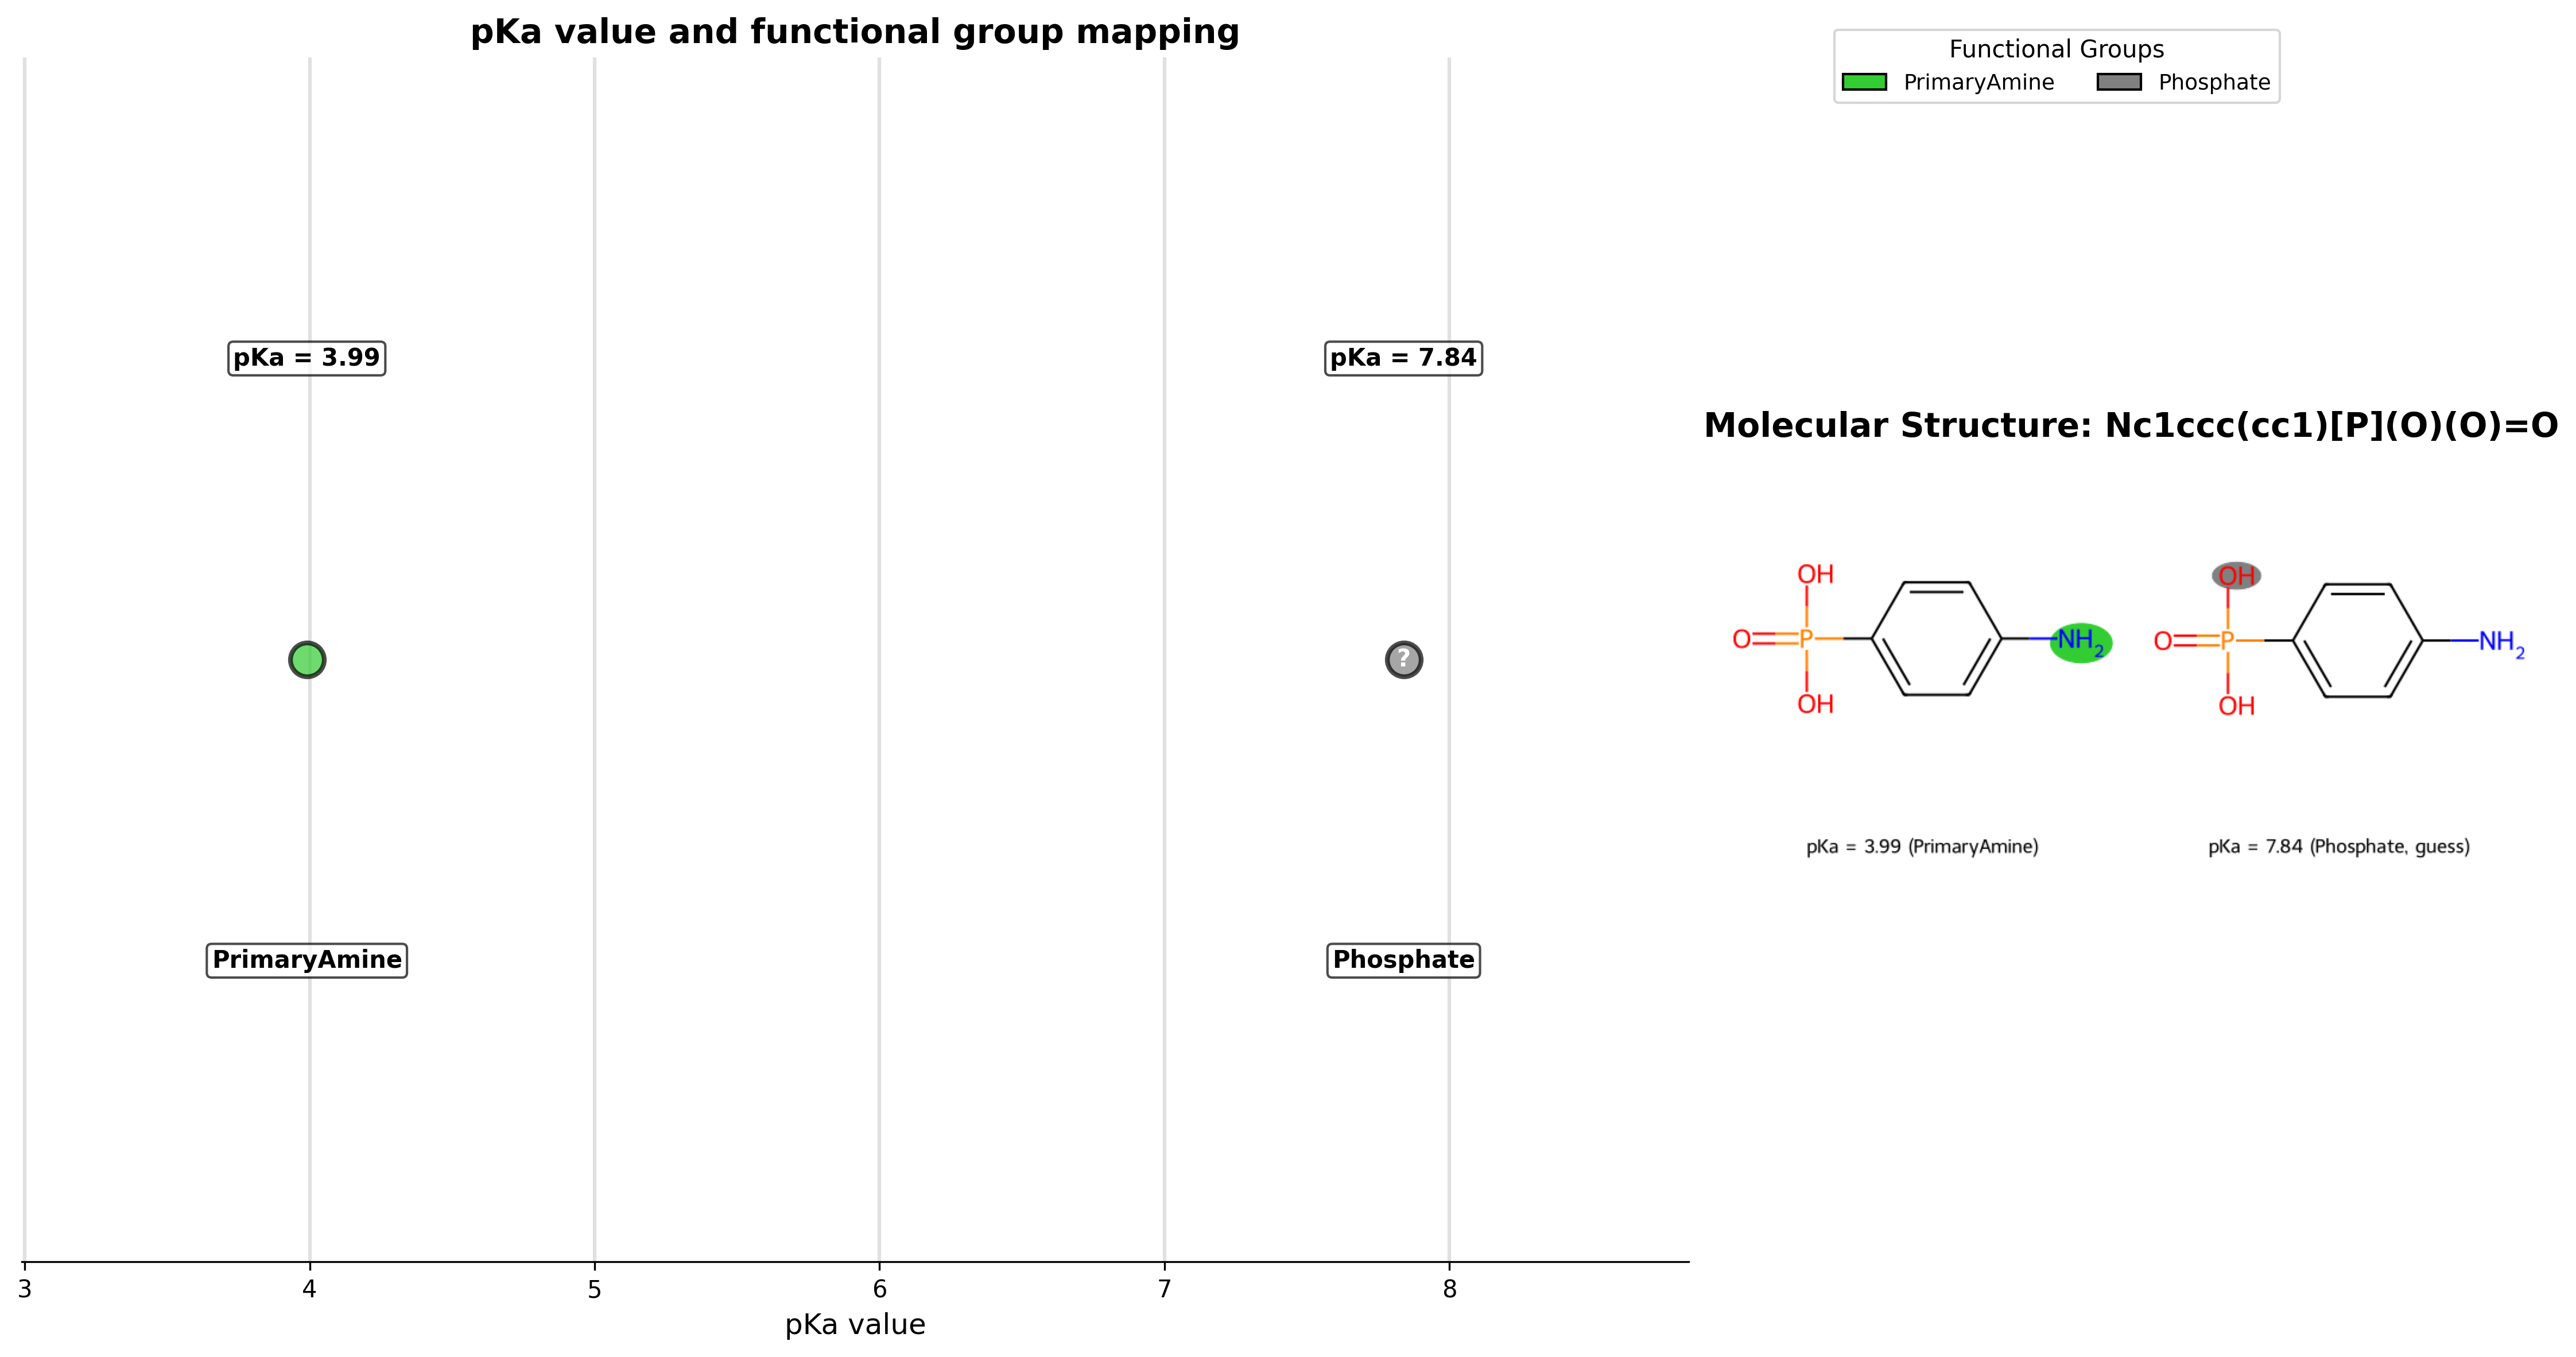 pKa value and functional group mapping
Functional Groups
PrimaryAmine
Phosphate
pKa = 3.99
pKa = 7.84
?
PrimaryAmine
Phosphate
3
4
5
6
7
8
pKa value
Molecular Structure: Nc1ccc(cc1)[P](O)(O)=O
OH
O
P
OH
NH2
OH
O
P
OH
NH2
pKa = 3.99 (PrimaryAmine)
pKa = 7.84 (Phosphate, guess)